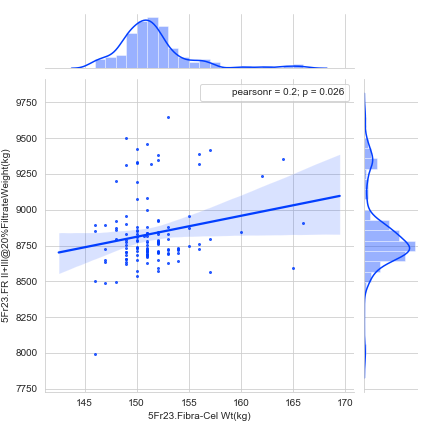 pearsonr = 0.2; p = 0.026
9750
9500
9250
9000
8750
8500
8250
8000
7750
5Fr23.FR II+III@20%FiltrateWeight(kg)
145 150 155 160 165 170
5Fr23.Fibra-Cel Wt(kg)